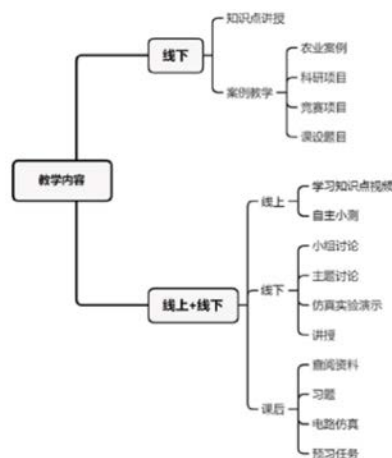 知识点讲授
线下
农业案例
科研项目
案例教学
竞赛项目
课设题目
教学内容
学习知识点视频
线上
自主小测
小组讨论
主题讨论
线下
仿真实验演示
线上+线下
讲授
查阅资料
习题
课后
电路仿真
预习任务